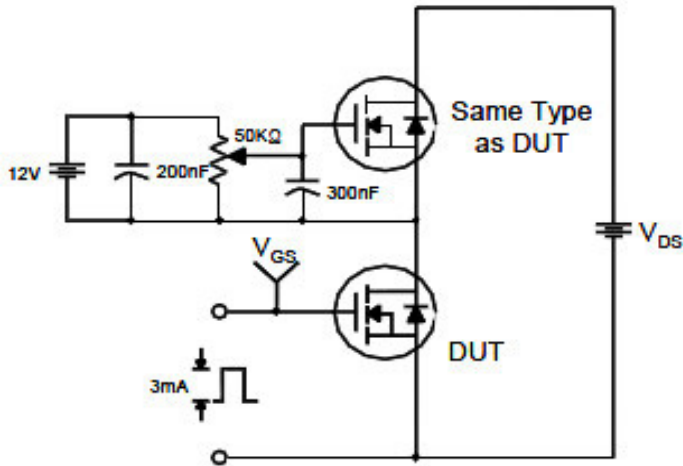 Same Type
as DUT
50KΩ
12V
200nF
300nF
VDS
VGS
DUT
3mA